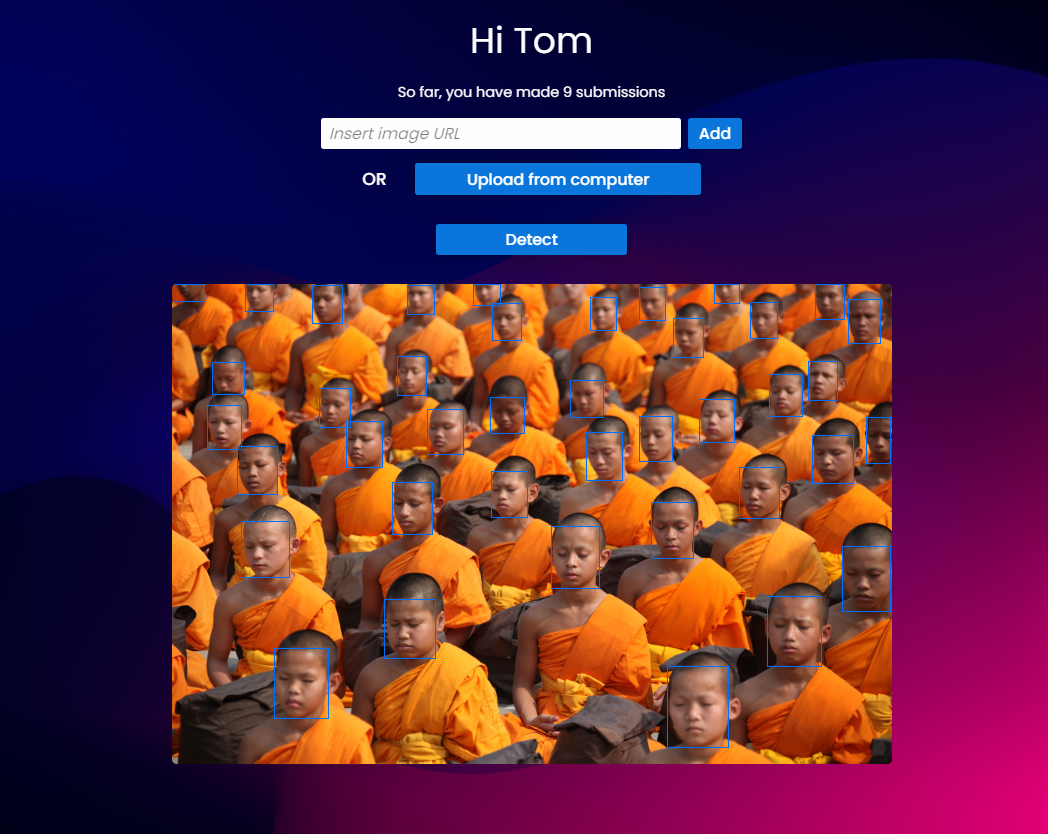 Hi Tom
So far, you have made 9 submissions
Insert image URL
Add
OR
Upload from computer
Detect